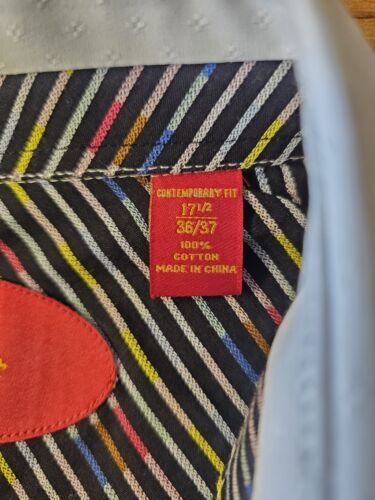 CONTEMPORARY FIT
17 1/2
36/37
100%
COTTON
MADE IN CHINA